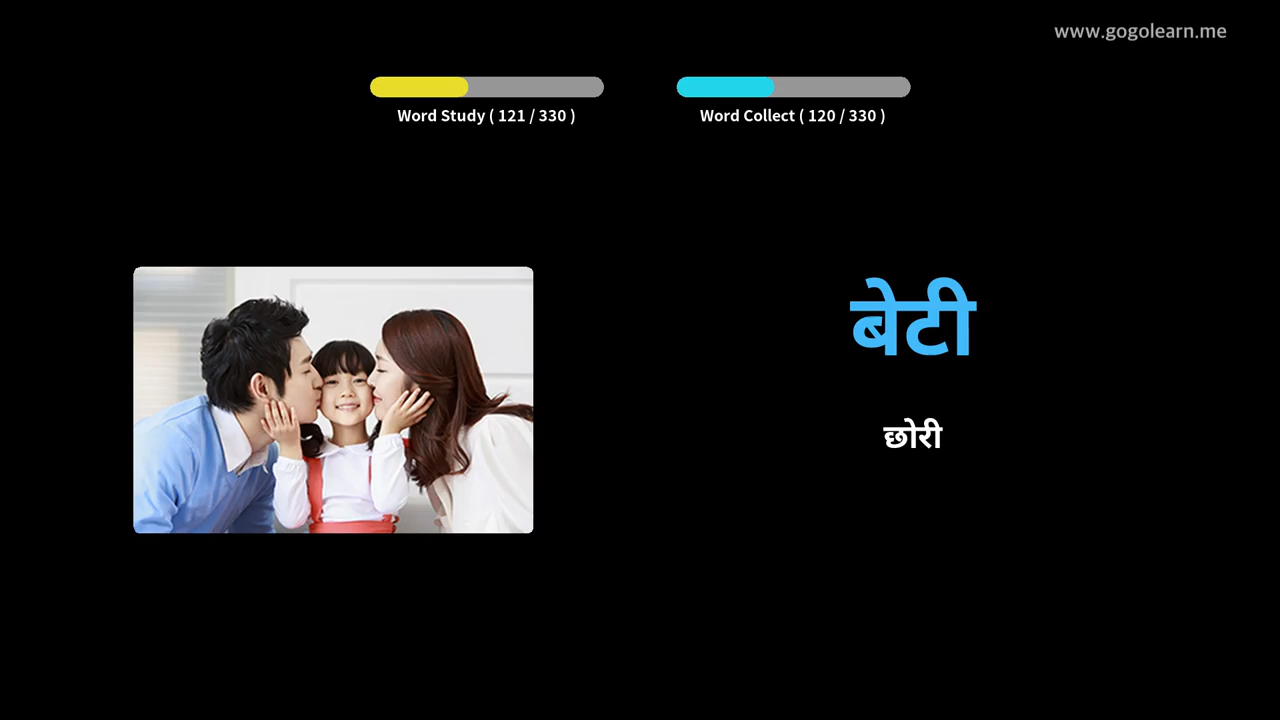 www.gogolearn.me
Word Study ( 121 / 330 )
Word Collect ( 120 / 330 )
बेटी
छोरी